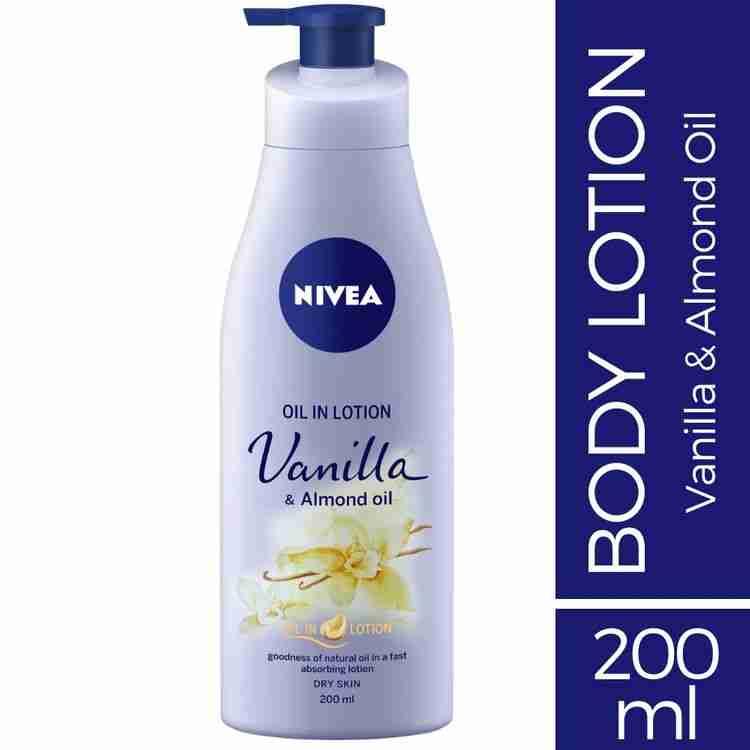 NIVEA
OIL IN LOTION
Vanilla
& Almond oil
IN LOTION
goodness of natural oil in a fast
absorbing lotion
DRY SKIN
200 ml
BODY LOTION
Vanilla & Almond Oil
200
ml